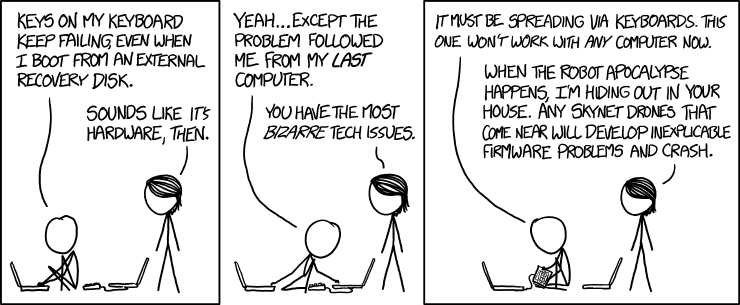 KEYS ON MY KEYBOARD
KEEP FAILING, EVEN WHEN
I BOOT FROM AN EXTERNAL
RECOVERY DISK.
SOUNDS LIKE IT'S
HARDWARE, THEN.
YEAH...EXCEPT THE
PROBLEM FOLLOWED
ME FROM MY LAST
COMPUTER.
YOU HAVE THE MOST
BIZARRE TECH ISSUES.
IT MUST BE SPREADING VIA KEYBOARDS. THIS
ONE WON'T WORK WITH ANY COMPUTER NOW.
WHEN THE ROBOT APOCALYPSE
HAPPENS, I'M HIDING OUT IN YOUR
HOUSE. ANY SKYNET DRONES THAT
COME NEAR WILL DEVELOP INEXPLICABLE
FIRMWARE PROBLEMS AND CRASH.